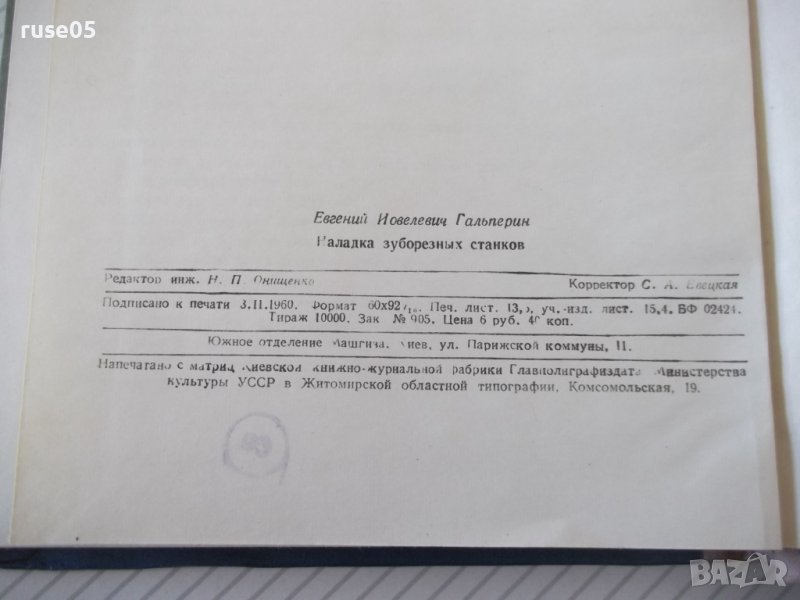 ruse05
Евгений Иовелевич Гальперин
Наладка зуборезных станков
Редактор инж. Н. П. Онищенко
Корректор С. А. Евецкая
Подписано к печати 3.II.1960. Формат 60х92 Печ. лист. уч.-изд. лист. 15,4. БФ 02424.
Тираж 10000. Зак № 905. Цена 6 руб. коп.
Южное отделение Машгиза. Киев, ул. Парижской коммуны, 11.
Напечатано с матриц Киевской книжно-журнальной фабрики Главполиграфиздата Министерства
культуры УССР в Житомирской областной типографии, Комсомольская, 19.
BAZAR